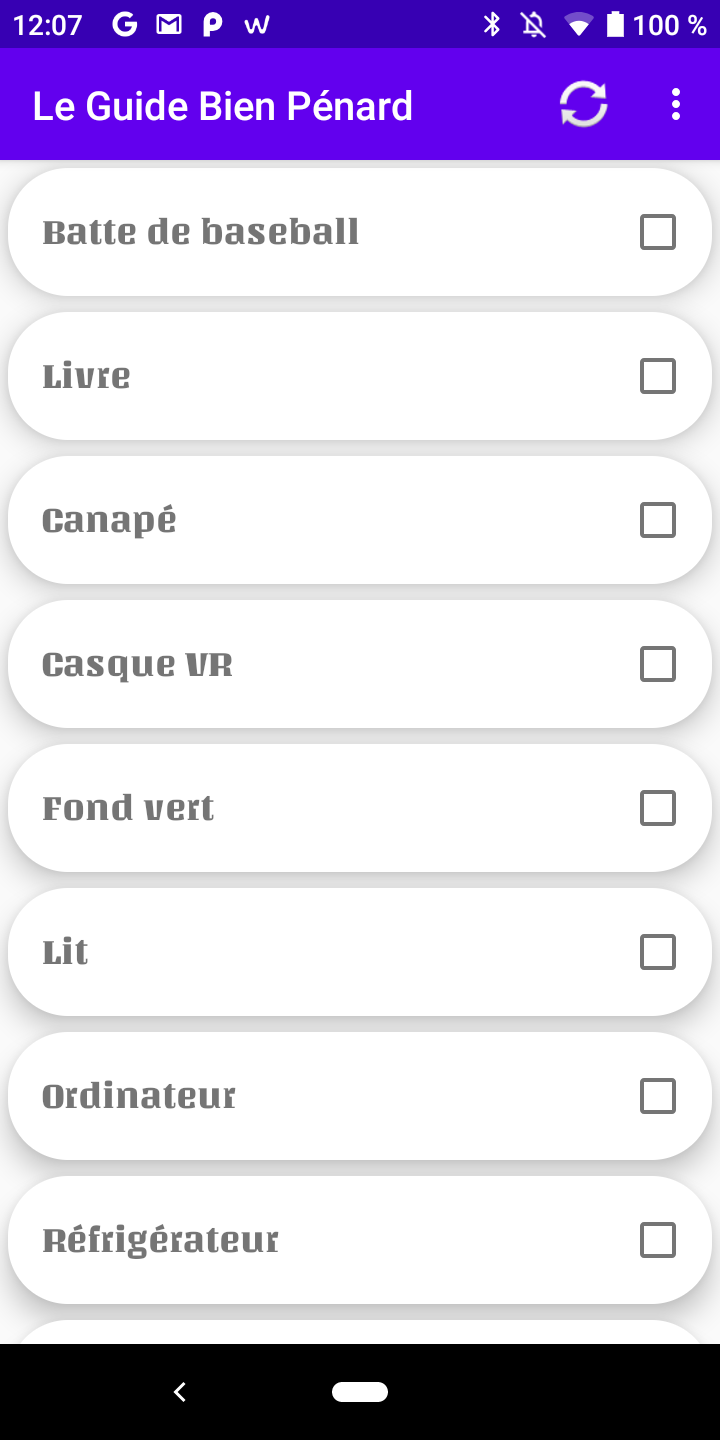 12:07
100 %
Le Guide Bien Pénard
Batte de baseball
Livre
Canapé
Casque VR
Fond vert
Lit
Ordinateur
Réfrigérateur